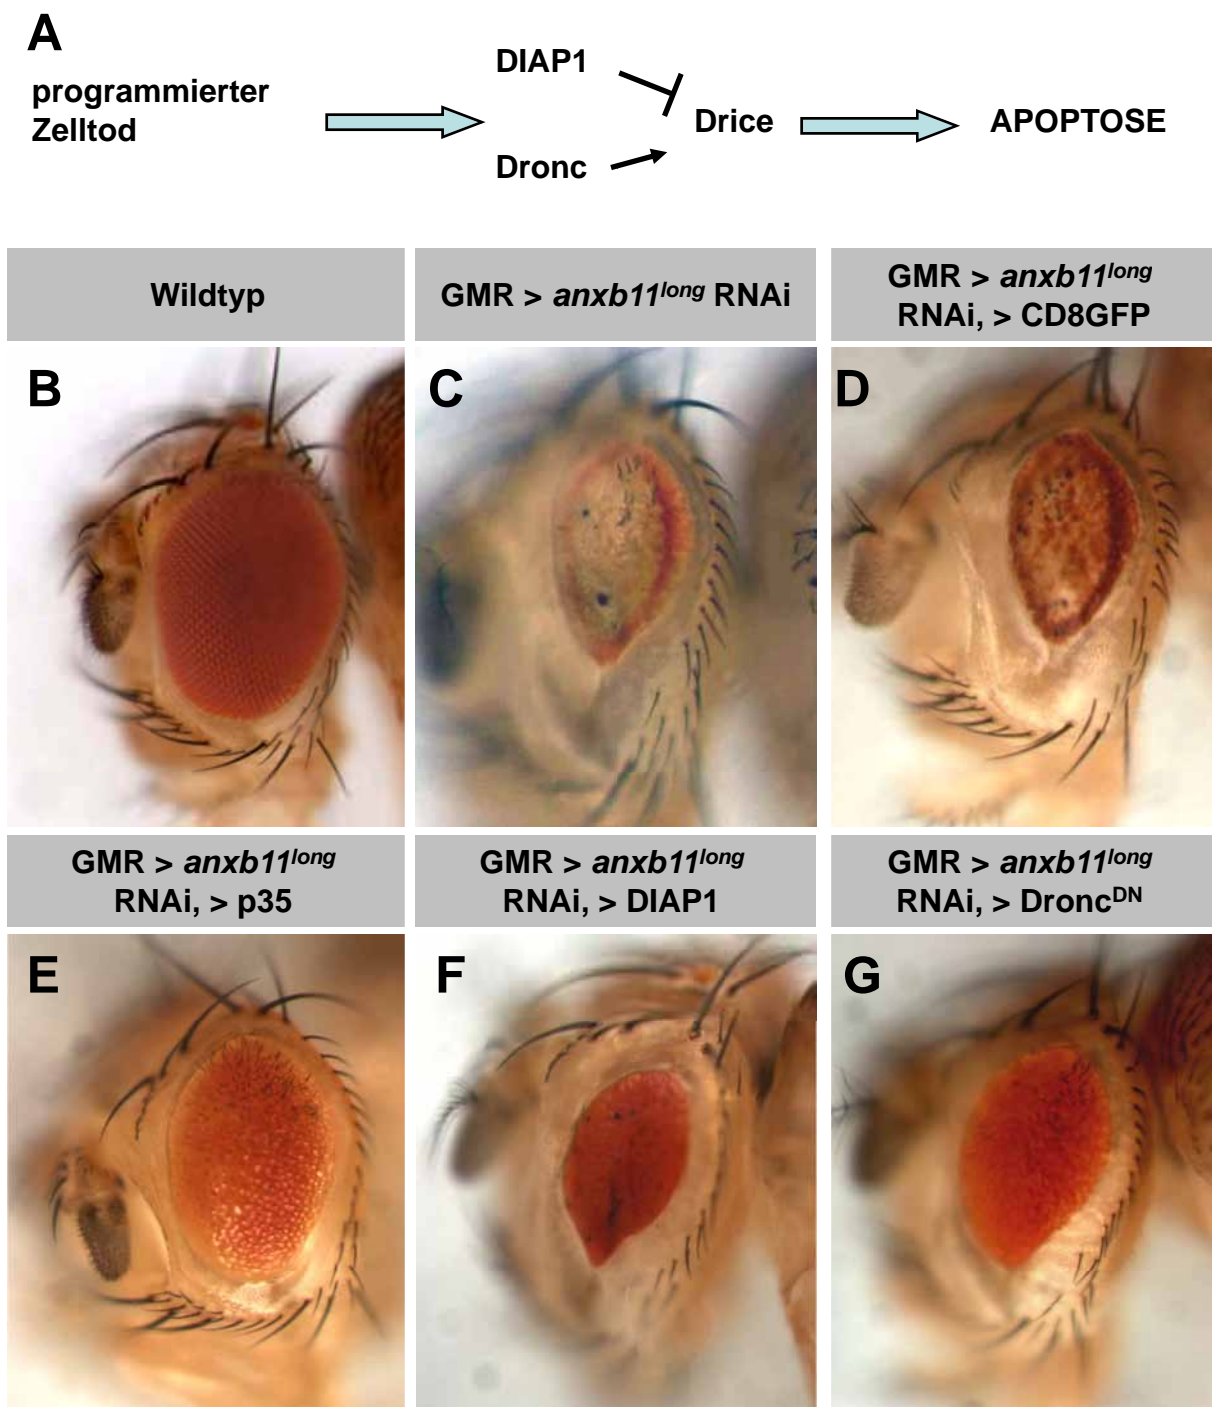 A
programmierter
Zelltod
DIAP1
Dronc
Drice
APOPTOSE
Wildtyp
GMR > anxb11long RNAi
GMR > anxb11long
RNAi, > CD8GFP
B
C
D
GMR > anxb11long
RNAi, > p35
GMR > anxb11long
RNAi, > DIAP1
GMR > anxb11long
RNAi, > DroncDN
E
F
G